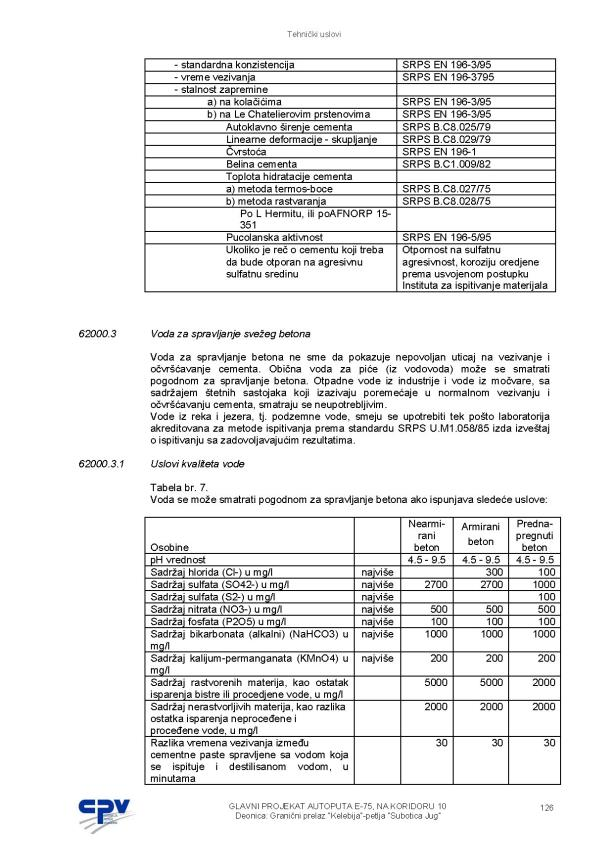 Tehnički uslovi
- standardna konzistencija SRPS EN 196-3/95
- vreme vezivanja SRPS EN 196-3795
- stalnost zapremine
a) na kolačićima SRPS EN 196-3/95
b) na Le Chatelierovim prstenovima SRPS EN 196-3/95
Autoklavno širenje cementa SRPS B.C8.025/79
Linearne deformacije - skupljanje SRPS B.C8.029/79
Čvrstoća SRPS EN 196-1
Belina cementa SRPS B.C1.009/82
Toplota hidratacije cementa
a) metoda termos-boce SRPS B.C8.027/75
b) metoda rastvaranja SRPS B.C8.028/75
Po L Hermitu, ili poAFNORP 15-
351
Pucolanska aktivnost SRPS EN 196-5/95
Ukoliko je reč o cementu koji treba Otpornost na sulfatnu
da bude otporan na agresivnu agresivnost, koroziju oredjene
sulfatnu sredinu prema usvojenom postupku
Instituta za ispitivanje materijala
62000.3 Voda za spravljanje svežeg betona
Voda za spravljanje betona ne sme da pokazuje nepovoljan uticaj na vezivanje i
očvršćavanje cementa. Obična voda za piće (iz vodovoda) može se smatrati
pogodnom za spravljanje betona. Otpadne vode iz industrije i vode iz močvare, sa
sadržajem štetnih sastojaka koji izazivaju poremećaje u normalnom vezivanju i
očvršćavanju cementa, smatraju se neupotrebljivim.
Vode iz reka i jezera, tj. podzemne vode, smeju se upotrebiti tek pošto laboratorija
akreditovana za metode ispitivanja prema standardu SRPS U.M1.058/85 izda izveštaj
o ispitivanju sa zadovoljavajućim rezultatima.
62000.3.1 Uslovi kvaliteta vode
Tabela br. 7.
Voda se može smatrati pogodnom za spravljanje betona ako ispunjava sledeće uslove:
Nearmi- Armirani Predna-
rani beton pregnuti
Osobine beton beton
pH vrednost 4.5 - 9.5 4.5 - 9.5 4.5 - 9.5
Sadržaj hlorida (Cl-) u mg/l najviše 300 100
Sadržaj sulfata (SO42-) u mg/l najviše 2700 2700 1000
Sadržaj sulfata (S2-) u mg/l najviše 100
Sadržaj nitrata (NO3-) u mg/l najviše 500 500 500
Sadržaj fosfata (P2O5) u mg/l najviše 100 100 100
Sadržaj bikarbonata (alkalni) (NaHCO3) u najviše 1000 1000 1000
mg/l
Sadržaj kalijum-permanganata (KMnO4) u najviše 200 200 200
mg/l
Sadržaj rastvorenih materija, kao ostatak 5000 5000 2000
isparenja bistre ili procedjene vode, u mg/l
Sadržaj nerastvorljivih materija, kao razlika 2000 2000 2000
ostatka isparenja neproceđene i
proceđene vode, u mg/l
Razlika vremena vezivanja između 30 30 30
cementne paste spravljene sa vodom koja
se ispituje i destilisanom vodom, u
minutama
CPV
GLAVNI PROJEKAT AUTOPUTA E-75, NA KORIDORU 10 126
Deonica: Granični prelaz "Kelebija"-petlja "Subotica Jug"